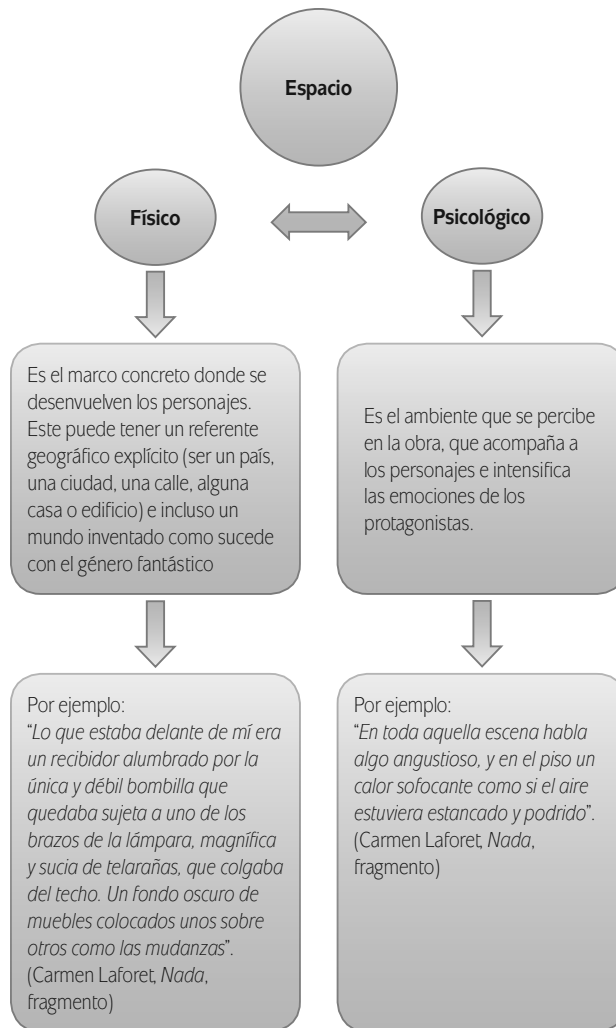 Espacio
Físico
Psicológico
Es el marco concreto donde se
desenvuelven los personajes.
Este puede tener un referente
geográfico explícito (ser un país,
una ciudad, una calle, alguna
casa o edificio) e incluso un
mundo inventado como sucede
con el género fantástico
Es el ambiente que se percibe
en la obra, que acompaña a
los personajes e intensifica
las emociones de los
protagonistas.
Por ejemplo:
“Lo que estaba delante de mí era
un recibidor alumbrado por la
única y débil bombilla que
quedaba sujeta a uno de los
brazos de la lámpara, magnífica
y sucia de telarañas, que colgaba
del techo. Un fondo oscuro de
muebles colocados unos sobre
otros como las mudanzas”.
(Carmen Laforet, Nada,
fragmento)
Por ejemplo:
“En toda aquella escena habla
algo angustioso, y en el piso un
calor sofocante como si el aire
estuviera estancado y podrido”.
(Carmen Laforet, Nada,
fragmento)